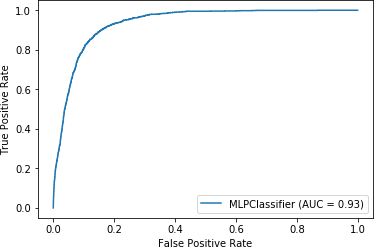 1.0
0.8
0.6
0.4
0.2
0.0
True Positive Rate
0.0 0.2 0.4 0.6 0.8 1.0
False Positive Rate
MLPClassifier (AUC = 0.93)